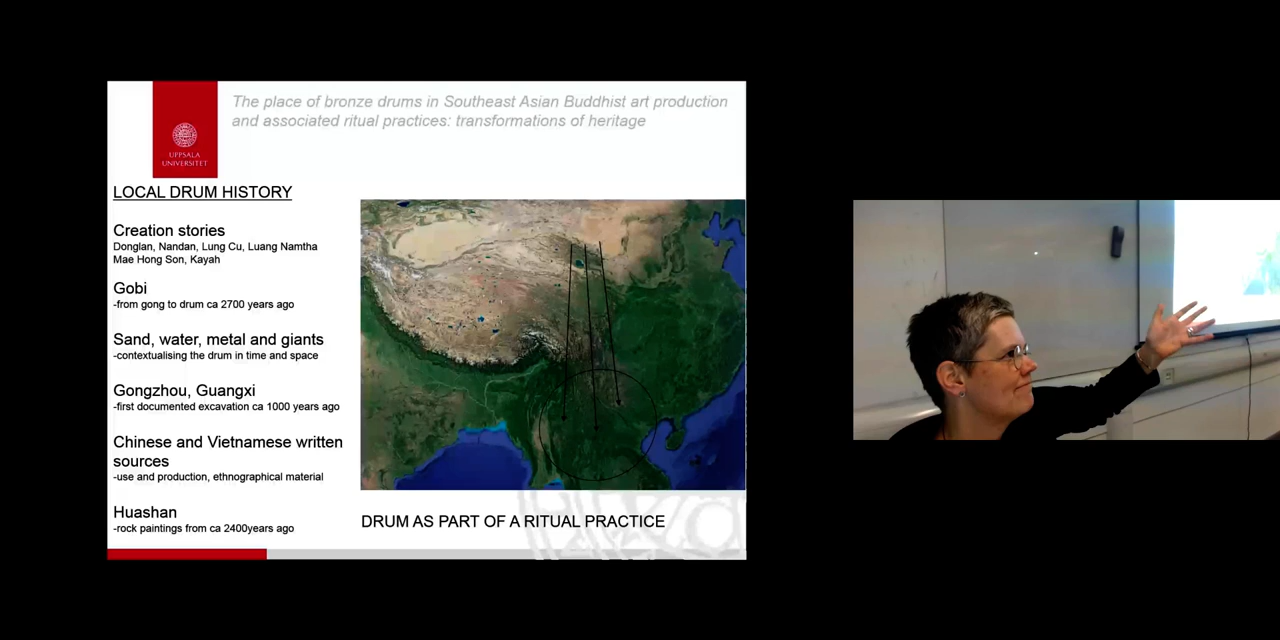 The place of bronze drums in Southeast Asian Buddhist art production
and associated ritual practices: transformations of heritage
UPPSALA
UNIVERSITET
LOCAL DRUM HISTORY
Creation stories
Donglan, Nandan, Lung Cu, Luang Namtha
Mae Hong Son, Kayah
Gobi
-from gong to drum ca 2700 years ago
Sand, water, metal and giants
-contextualising the drum in time and space
Gongzhou, Guangxi
-first documented excavation ca 1000 years ago
Chinese and Vietnamese written
sources
-use and production, ethnographical material
Huashan
-rock paintings from ca 2400years ago
DRUM AS PART OF A RITUAL PRACTICE